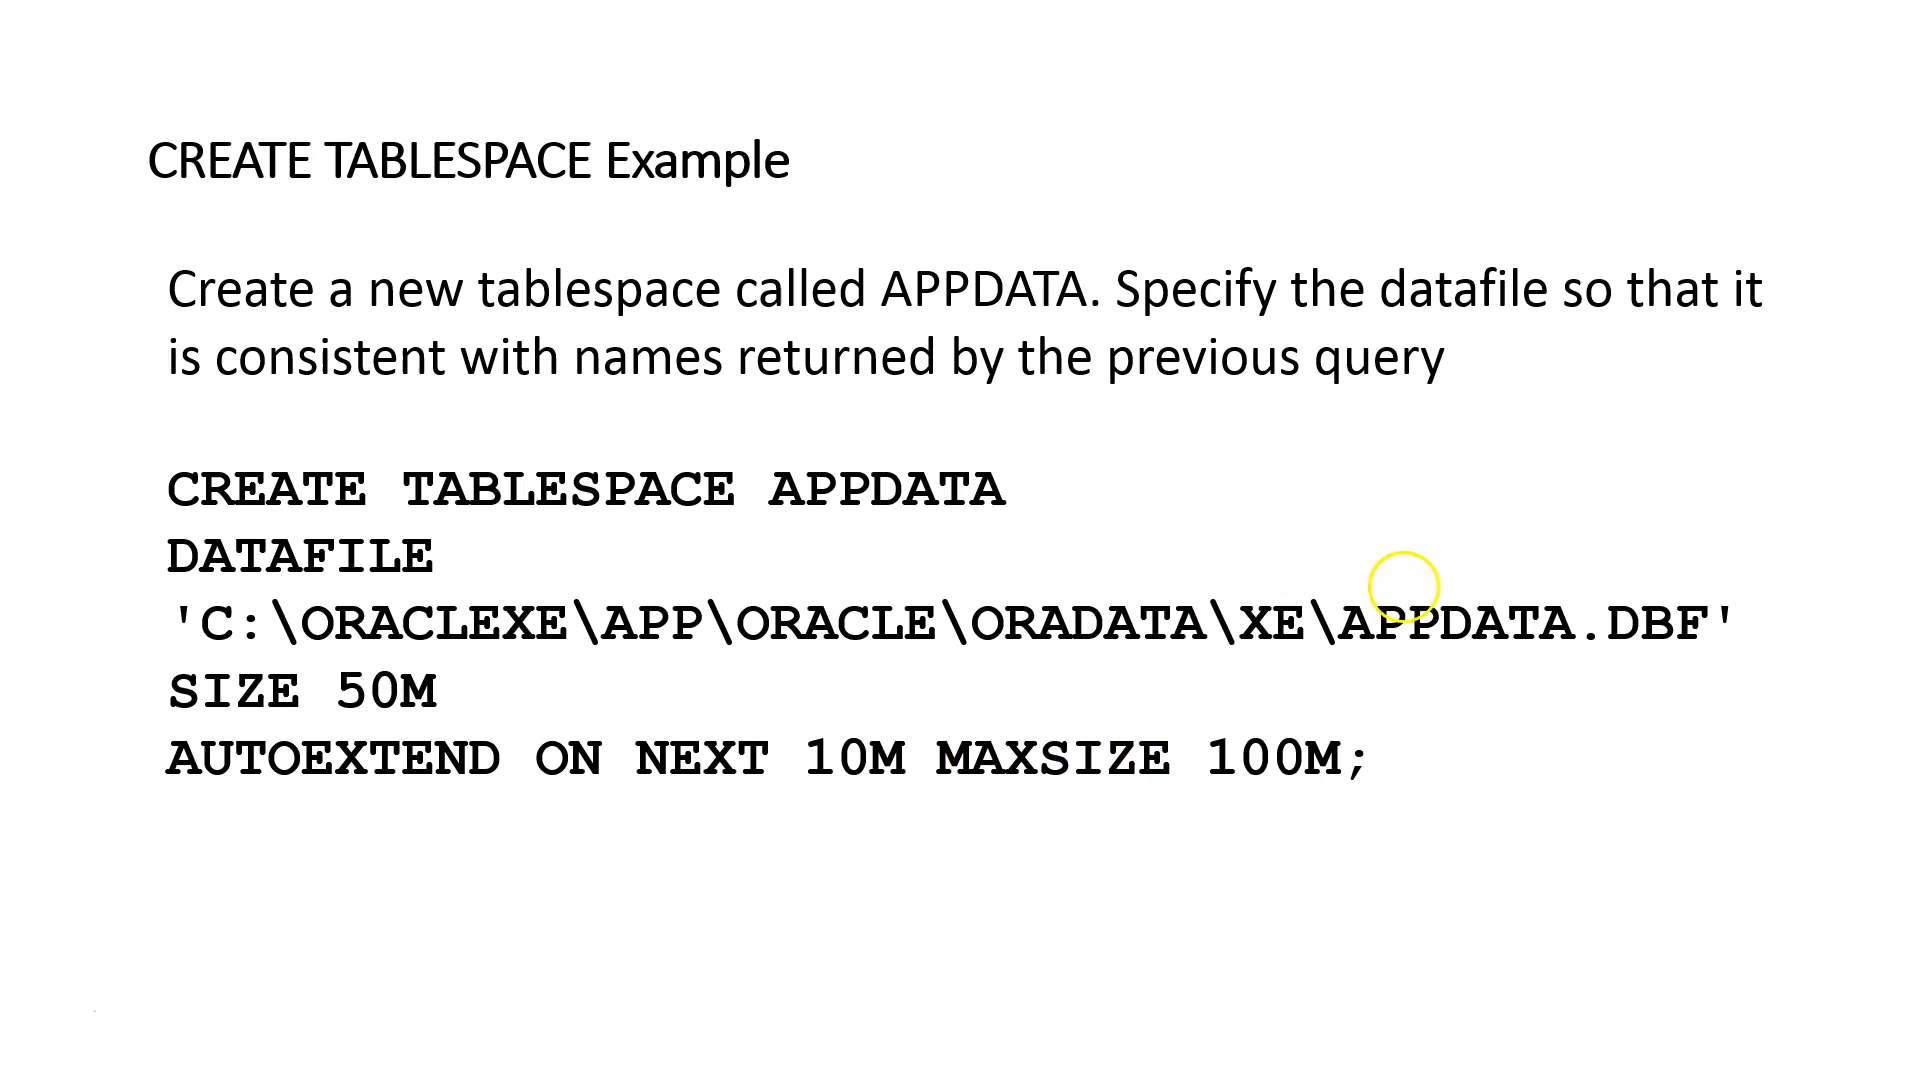 CREATE TABLESPACE Example
Create a new tablespace called APPDATA. Specify the datafile so that it
is consistent with names returned by the previous query
CREATE TABLESPACE APPDATA
DATAFILE
'C:\ORACLEXE\APP\ORACLE\ORADATA\XE\APPDATA.DBF'
SIZE 50M
AUTOEXTEND ON NEXT 10M MAXSIZE 100M;